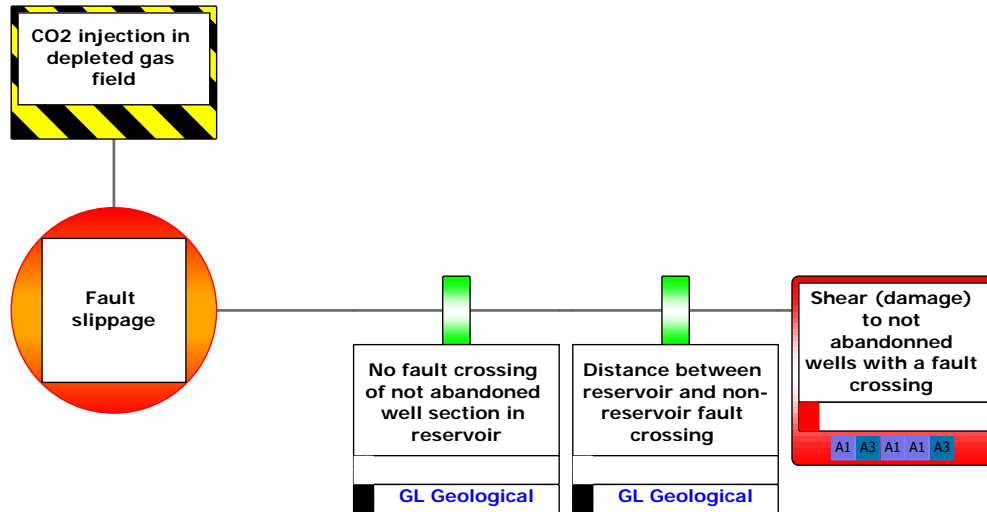 CO2 injection in
depleted gas
field
Fault
slippage
No fault crossing
of not abandoned
well section in
reservoir
GL Geological
Distance between
reservoir and non-
reservoir fault
crossing
GL Geological
Shear (damage)
to not
abandonned
wells with a fault
crossing
A1 A3 A1 A1 A3